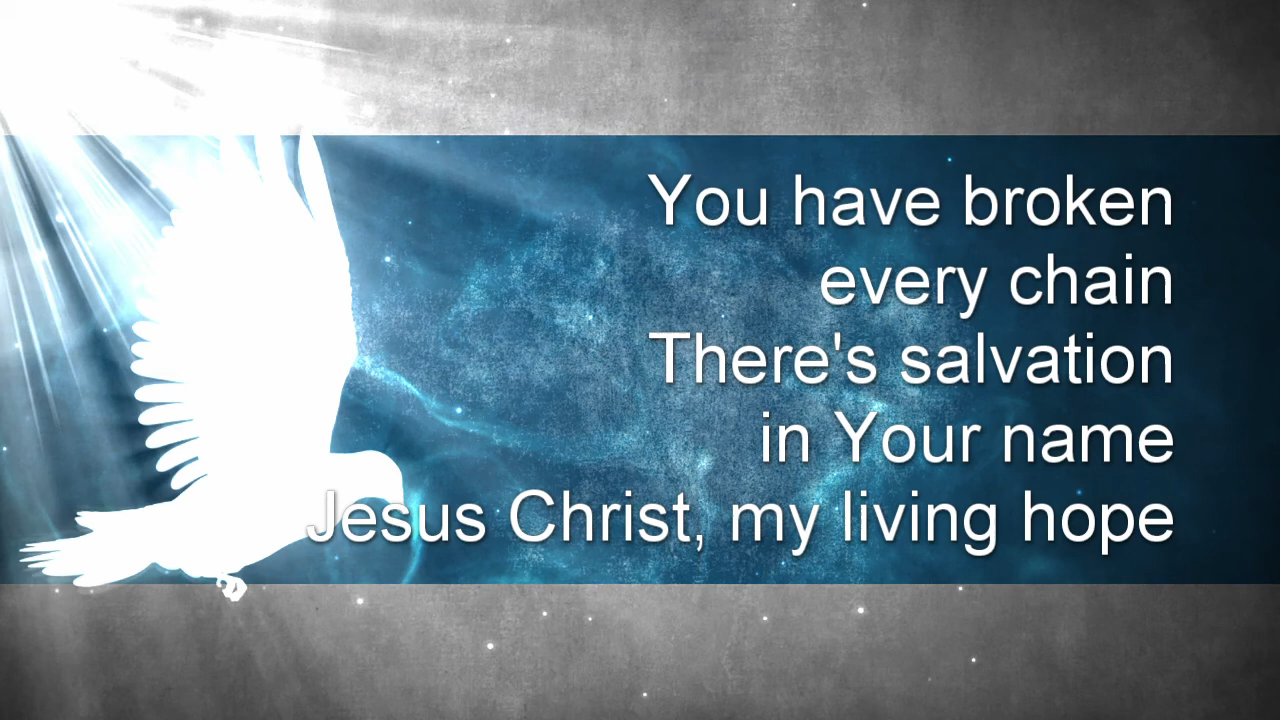 You have broken
every chain
There's salvation
in Your name
Jesus Christ, my living hope